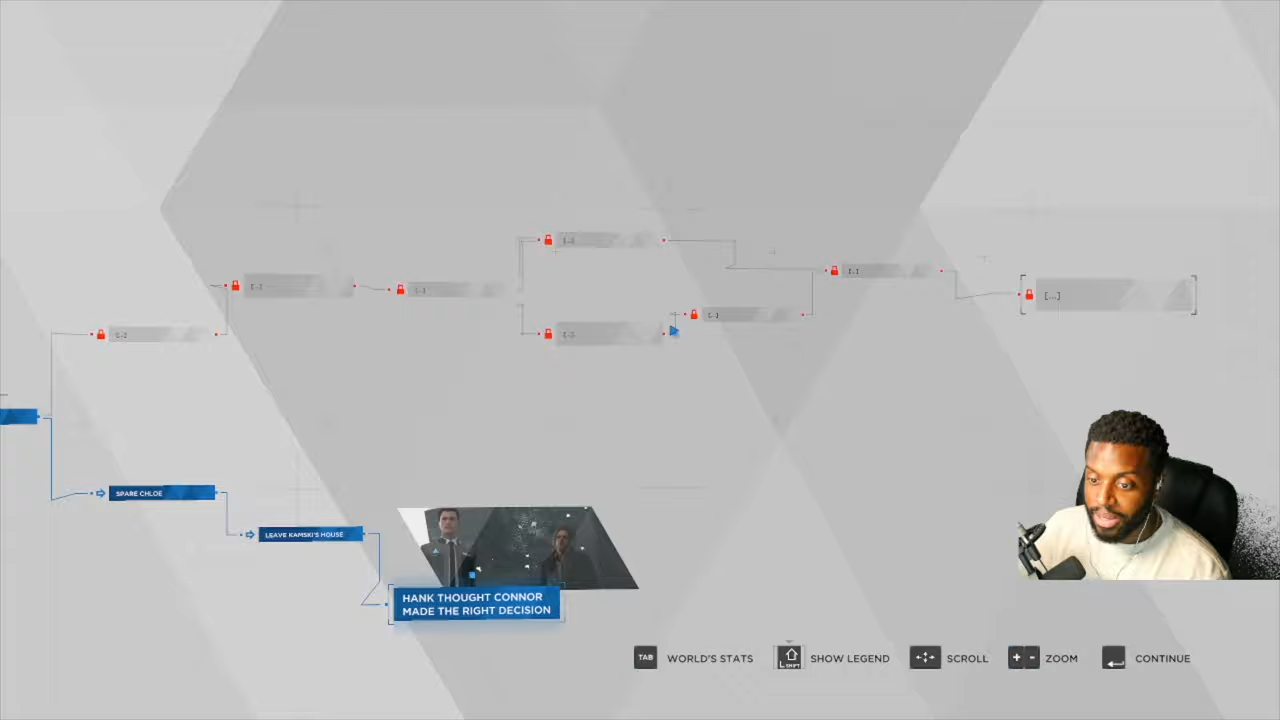 [...]
[...]
[...]
[...]
[...]
[...]
[...]
[...]
SPARE CHLOE
LEAVE KAMSKI'S HOUSE
HANK THOUGHT CONNOR
MADE THE RIGHT DECISION
TAB WORLD'S STATS
L SHIFT SHOW LEGEND
SCROLL
+ - ZOOM
CONTINUE